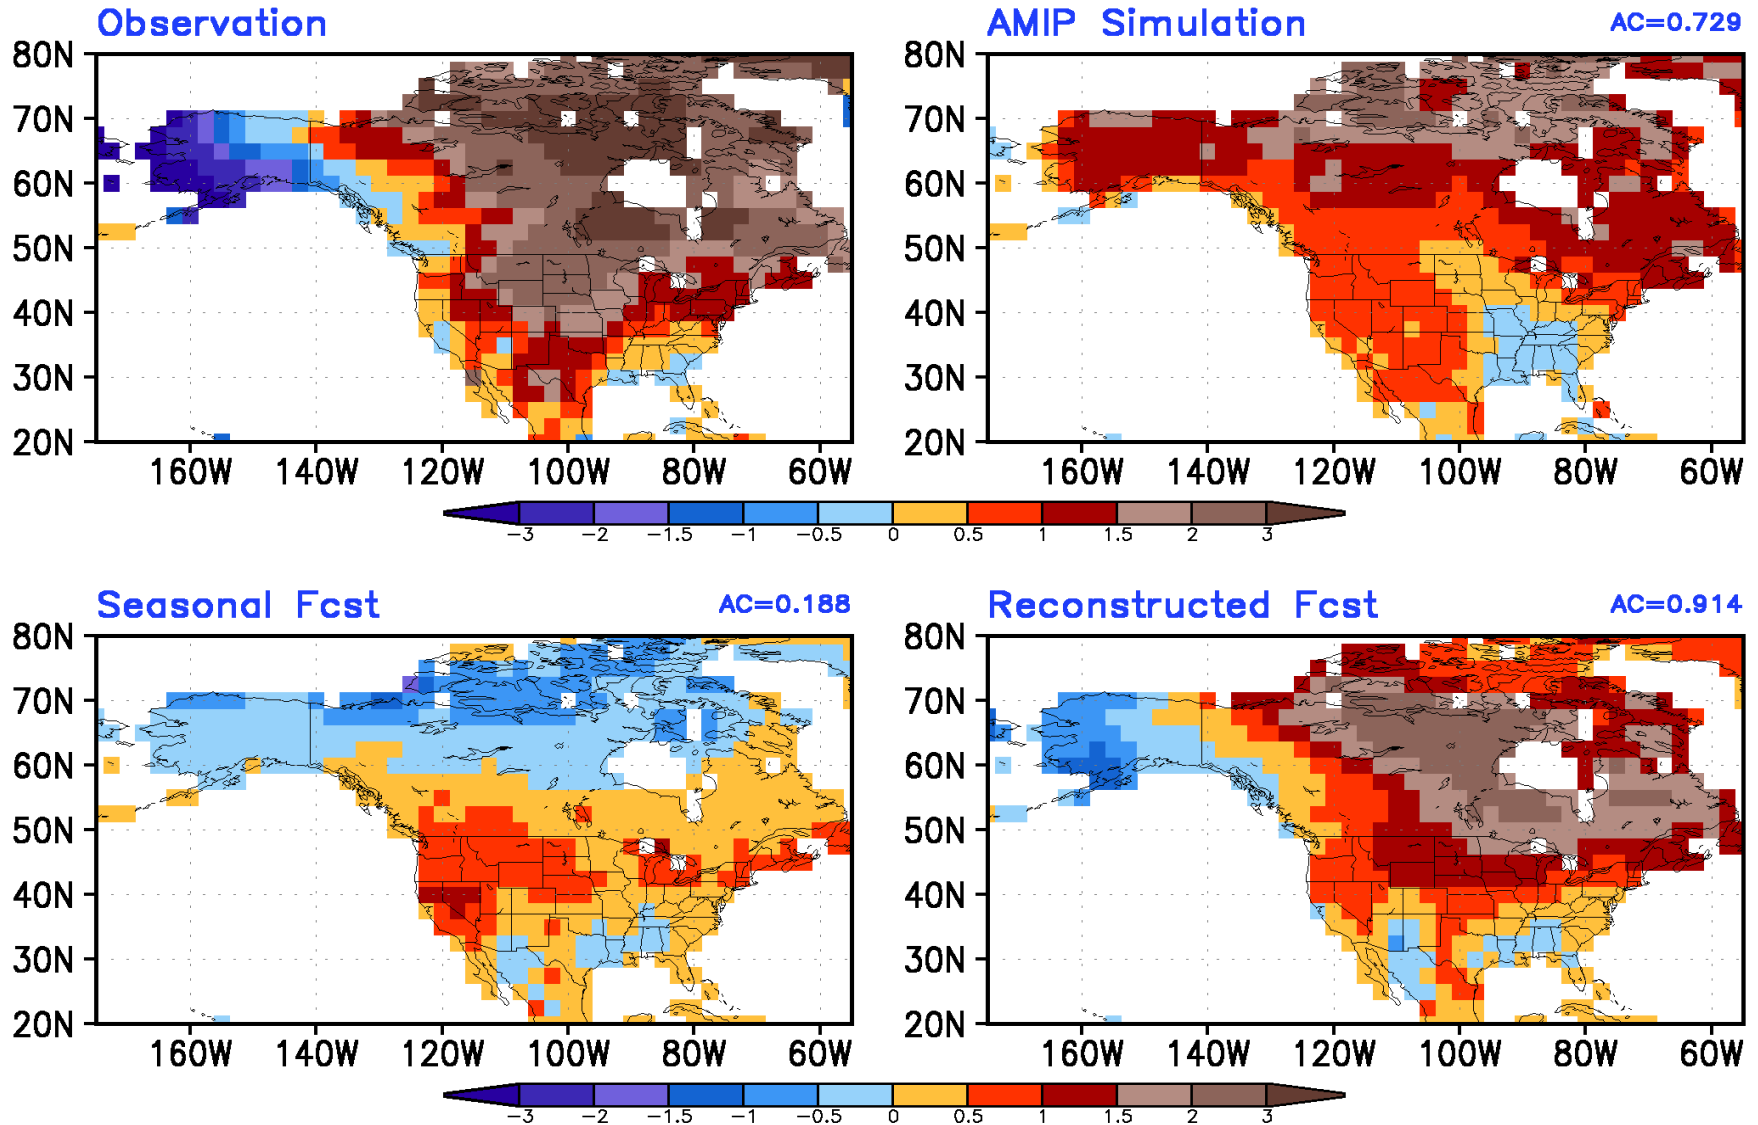 Observation
AMIP Simulation AC=0.729
80N 80N
70N 70N
60N 60N
50N 50N
40N 40N
30N 30N
20N 20N
160W 140W 120W 100W 80W 60W 160W 140W 120W 100W 80W 60W
-3 -2 -1.5 -1 -0.5 0 0.5 1 1.5 2 3
Seasonal Fcst AC=0.188
Reconstructed Fcst AC=0.914
80N 80N
70N 70N
60N 60N
50N 50N
40N 40N
30N 30N
20N 20N
160W 140W 120W 100W 80W 60W 160W 140W 120W 100W 80W 60W
-3 -2 -1.5 -1 -0.5 0 0.5 1 1.5 2 3